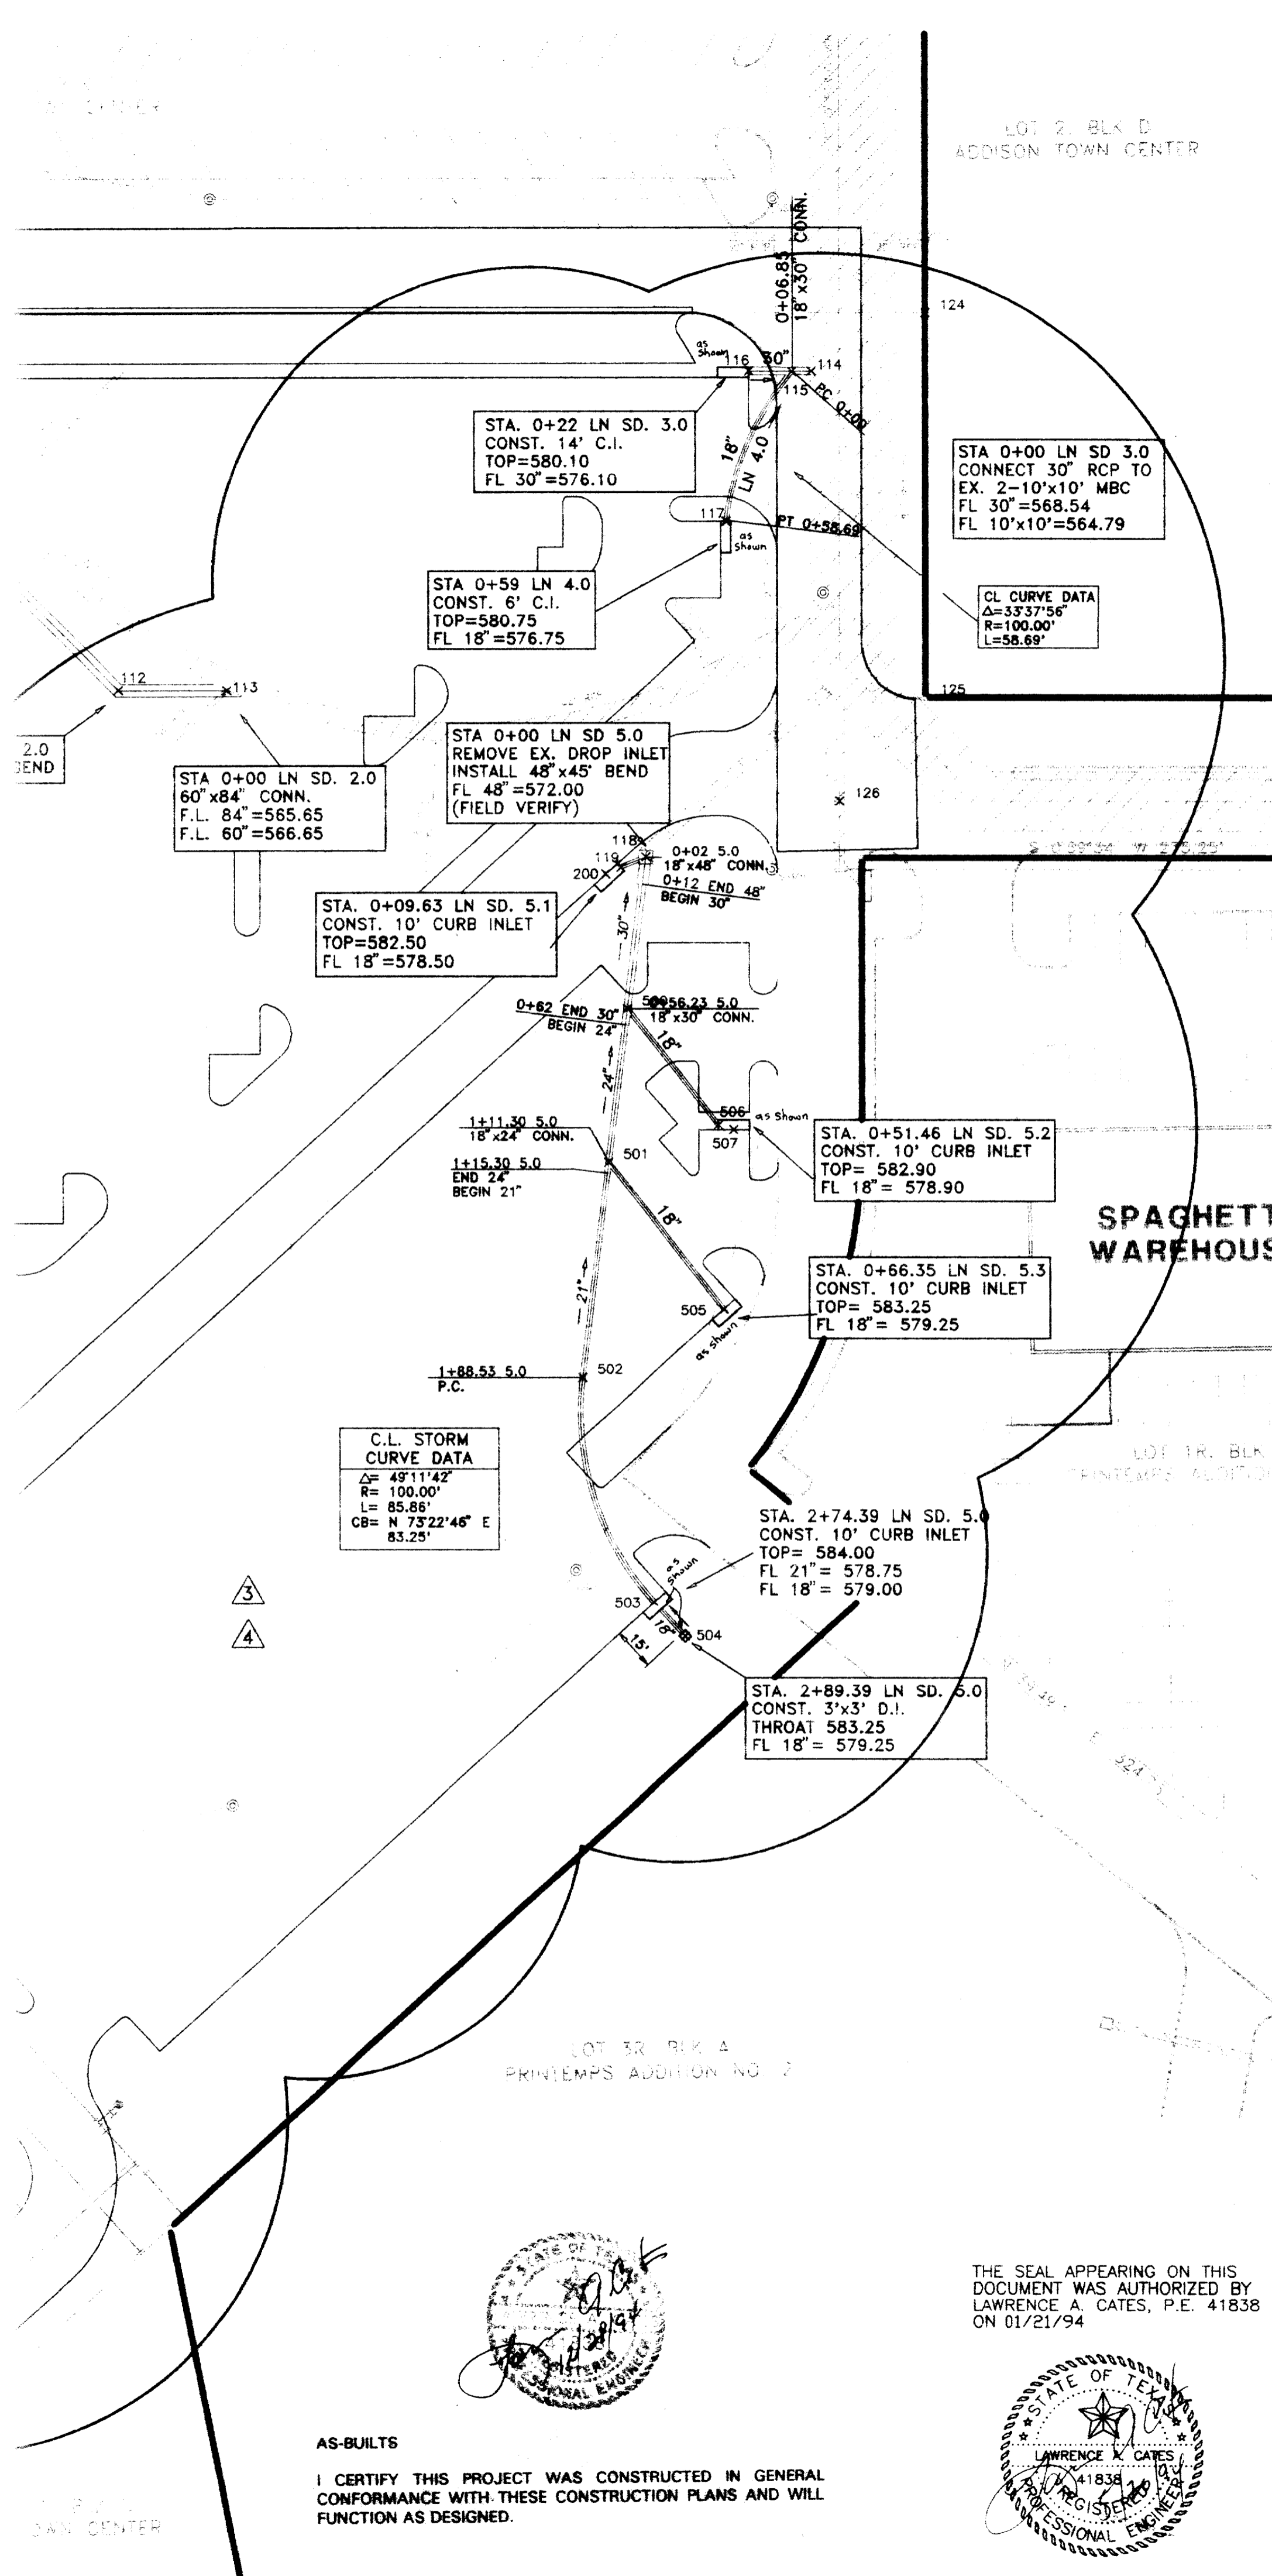 CENTER
LOT 2, BLK D
ADDISON TOWN CENTER
0+06.85
18"x30" CONN.
124
as
Shown
116
30"
114
115
PC 0+00
STA. 0+22 LN SD. 3.0
CONST. 14' C.I.
TOP=580.10
FL 30"=576.10
18"
LN 4.0
STA 0+00 LN SD 3.0
CONNECT 30" RCP TO
EX. 2-10'x10' MBC
FL 30"=568.54
FL 10'x10'=564.79
117
PT 0+58.69
as
Shown
STA 0+59 LN 4.0
CONST. 6' C.I.
TOP=580.75
FL 18"=576.75
CL CURVE DATA
Δ=33°37'56"
R=100.00'
L=58.69'
112
113
125
2.0
BEND
STA 0+00 LN SD. 2.0
60"x84" CONN.
F.L. 84"=565.65
F.L. 60"=566.65
STA 0+00 LN SD 5.0
REMOVE EX. DROP INLET
INSTALL 48"x45° BEND
FL 48"=572.00
(FIELD VERIFY)
126
118
119
200
0+02 5.0
18"x48" CONN.
0+12 END 48"
BEGIN 30"
STA. 0+09.63 LN SD. 5.1
CONST. 10' CURB INLET
TOP=582.50
FL 18"=578.50
30"
0+56.23 5.0
18"x30" CONN.
0+62 END 30"
BEGIN 24"
18"
24"
506
as Shown
507
1+11.30 5.0
18"x24" CONN.
501
1+15.30 5.0
END 24"
BEGIN 21"
STA. 0+51.46 LN SD. 5.2
CONST. 10' CURB INLET
TOP= 582.90
FL 18"= 578.90
18"
SPAGHETT
WAREHOUS
21"
505
as Shown
STA. 0+66.35 LN SD. 5.3
CONST. 10' CURB INLET
TOP= 583.25
FL 18"= 579.25
1+88.53 5.0
P.C.
502
C.L. STORM
CURVE DATA
Δ= 49°11'42"
R= 100.00'
L= 85.86'
CB= N 73°22'46" E
83.25'
LOT 1R, BLK
PRINTEMPS ADDITION
STA. 2+74.39 LN SD. 5.0
CONST. 10' CURB INLET
TOP= 584.00
FL 21"= 578.75
FL 18"= 579.00
as
Shown
3
4
503
18"
504
15'
STA. 2+89.39 LN SD. 5.0
CONST. 3'x3' D.I.
THROAT 583.25
FL 18"= 579.25
LOT 3R, BLK A
PRINTEMPS ADDITION NO. 2
THE SEAL APPEARING ON THIS
DOCUMENT WAS AUTHORIZED BY
LAWRENCE A. CATES, P.E. 41838
ON 01/21/94
STATE OF TEXAS
LAWRENCE A. CATES
41838
REGISTERED
PROFESSIONAL ENGINEER
AS-BUILTS
I CERTIFY THIS PROJECT WAS CONSTRUCTED IN GENERAL
CONFORMANCE WITH THESE CONSTRUCTION PLANS AND WILL
FUNCTION AS DESIGNED.
CENTER